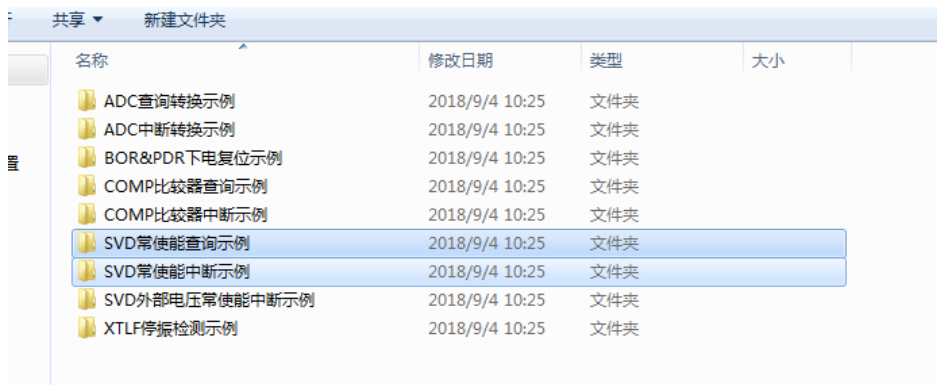 共享 新建文件夹
名称 修改日期 类型 大小
ADC查询转换示例 2018/9/4 10:25 文件夹
ADC中断转换示例 2018/9/4 10:25 文件夹
置
BOR&PDR下电复位示例 2018/9/4 10:25 文件夹
COMP比较器查询示例 2018/9/4 10:25 文件夹
COMP比较器中断示例 2018/9/4 10:25 文件夹
SVD常使能查询示例 2018/9/4 10:25 文件夹
SVD常使能中断示例 2018/9/4 10:25 文件夹
SVD外部电压常使能中断示例 2018/9/4 10:25 文件夹
XTLF停振检测示例 2018/9/4 10:25 文件夹